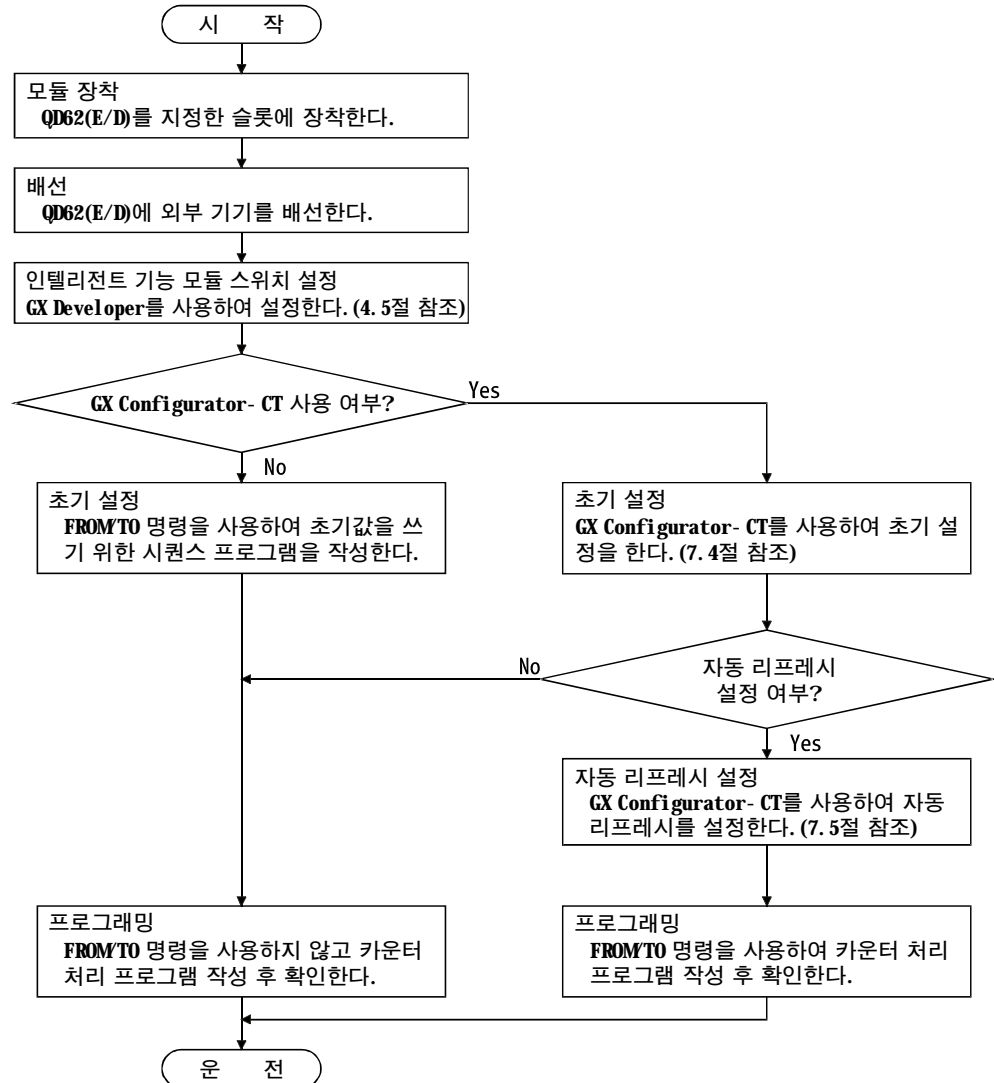 시 작
모듈 장착
QD62(E/D)를 지정한 슬롯에 장착한다.
배선
QD62(E/D)에 외부 기기를 배선한다.
인텔리전트 기능 모듈 스위치 설정
GX Developer를 사용하여 설정한다.(4.5절 참조)
GX Configurator-CT 사용 여부?
Yes
No
초기 설정
FROM/TO 명령을 사용하여 초기값을 쓰
기 위한 시퀀스 프로그램을 작성한다.
초기 설정
GX Configurator-CT를 사용하여 초기 설
정을 한다.(7.4절 참조)
자동 리프레시
설정 여부?
No
Yes
자동 리프레시 설정
GX Configurator-CT를 사용하여 자동
리프레시를 설정한다.(7.5절 참조)
프로그래밍
FROM/TO 명령을 사용하지 않고 카운터
처리 프로그램 작성 후 확인한다.
프로그래밍
FROM/TO 명령을 사용하여 카운터 처리
프로그램 작성 후 확인한다.
운 전